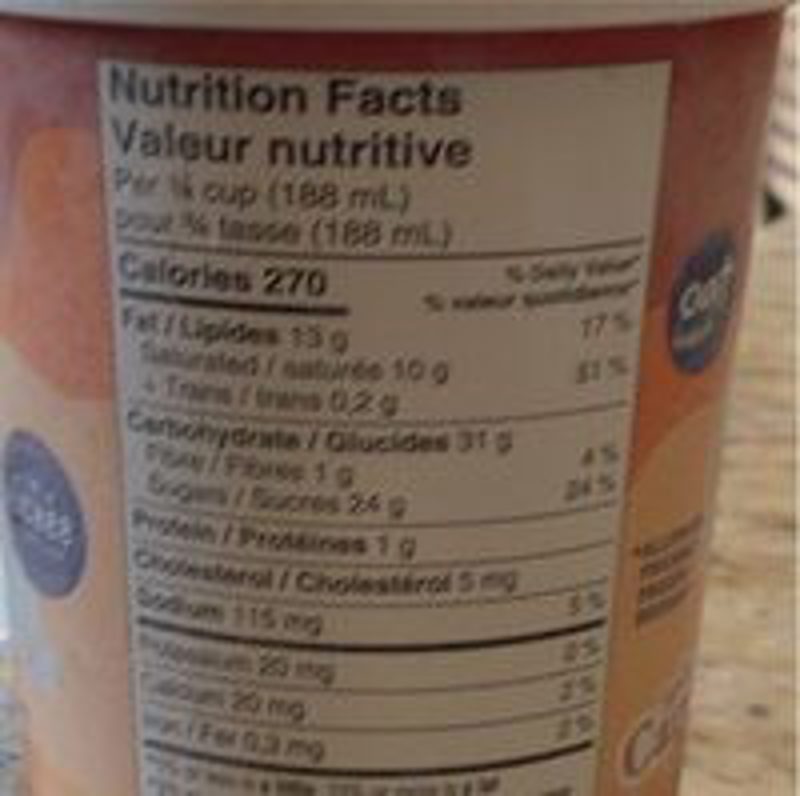 Nutrition Facts
Valeur nutritive
Per ¾ cup (188 mL)
pour ¾ tasse (188 mL)
Calories 270
% Daily Value*
% valeur quotidienne*
Fat / Lipides 13 g 17 %
Saturated / saturés 10 g
+ Trans / trans 0,2 g 51 %
Carbohydrate / Glucides 31 g
Fibre / Fibres 1 g 4 %
Sugars / Sucres 24 g 24 %
Protein / Protéines 1 g
Cholesterol / Cholestérol 5 mg
Sodium 115 mg 5 %
Potassium 20 mg 0 %
Calcium 20 mg 2 %
Iron / Fer 0,3 mg 2 %